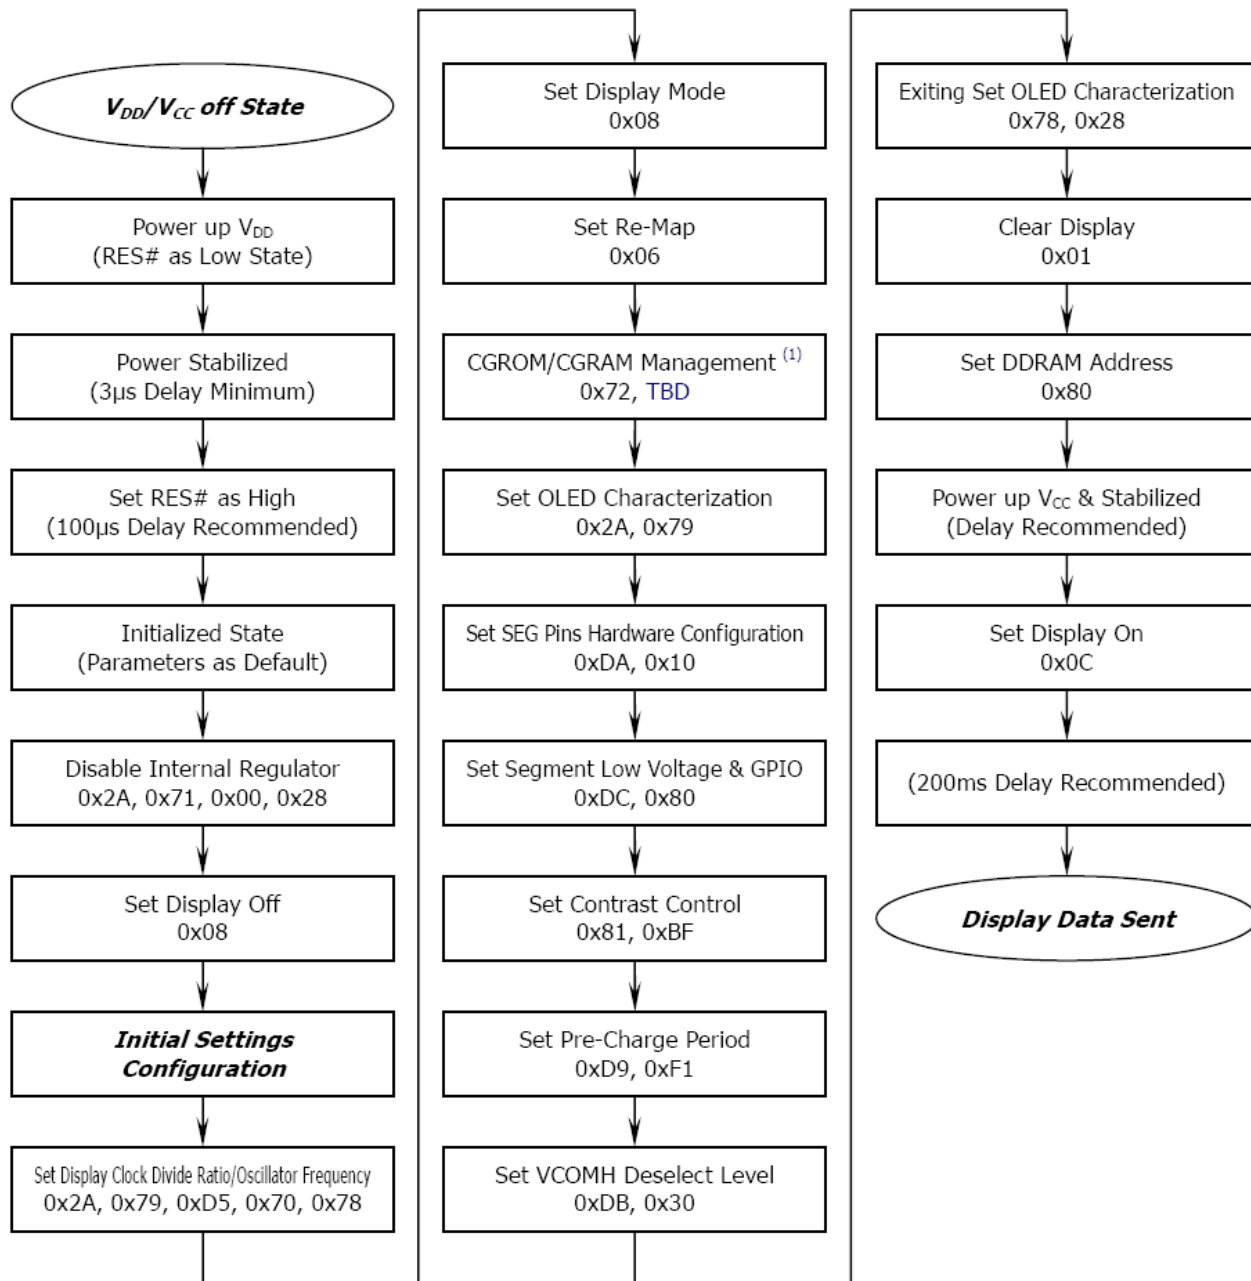 V_DD/V_CC off State
Power up V_DD
(RES# as Low State)
Power Stabilized
(3µs Delay Minimum)
Set RES# as High
(100µs Delay Recommended)
Initialized State
(Parameters as Default)
Disable Internal Regulator
0x2A, 0x71, 0x00, 0x28
Set Display Off
0x08
Initial Settings
Configuration
Set Display Clock Divide Ratio/Oscillator Frequency
0x2A, 0x79, 0xD5, 0x70, 0x78
Set Display Mode
0x08
Set Re-Map
0x06
CGROM/CGRAM Management (1)
0x72, TBD
Set OLED Characterization
0x2A, 0x79
Set SEG Pins Hardware Configuration
0xDA, 0x10
Set Segment Low Voltage & GPIO
0xDC, 0x80
Set Contrast Control
0x81, 0xBF
Set Pre-Charge Period
0xD9, 0xF1
Set VCOMH Deselect Level
0xDB, 0x30
Exiting Set OLED Characterization
0x78, 0x28
Clear Display
0x01
Set DDRAM Address
0x80
Power up V_CC & Stabilized
(Delay Recommended)
Set Display On
0x0C
(200ms Delay Recommended)
Display Data Sent